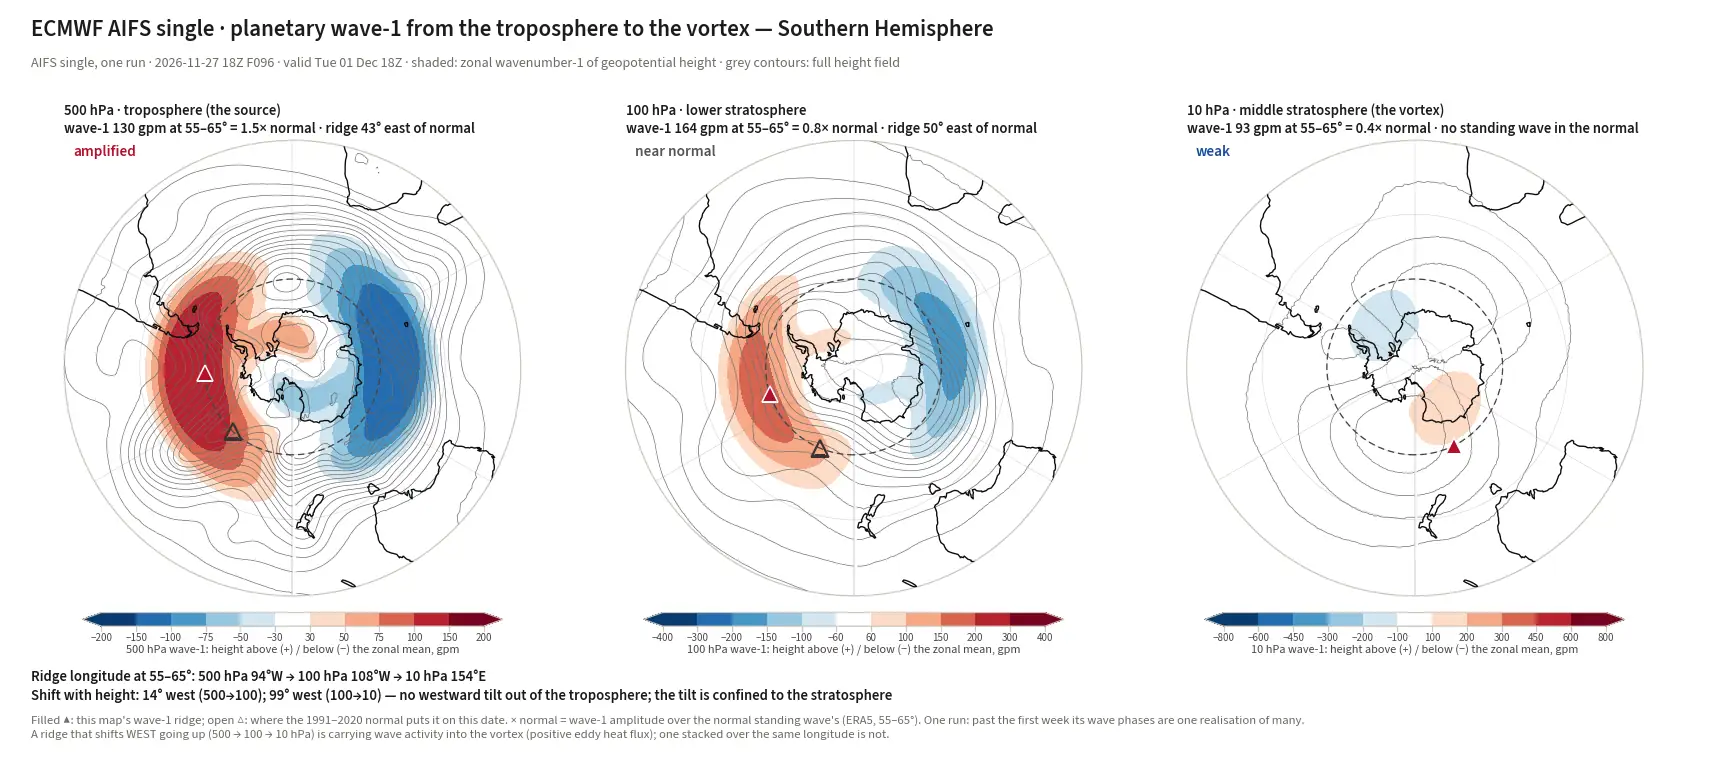 ECMWF AIFS single · planetary wave-1 from the troposphere to the vortex — Southern Hemisphere
AIFS single, one run · 2026-11-27 18Z F096 · valid Tue 01 Dec 18Z · shaded: zonal wavenumber-1 of geopotential height · grey contours: full height field
500 hPa · troposphere (the source)
wave-1 130 gpm at 55–65° = 1.5× normal · ridge 43° east of normal
amplified
100 hPa · lower stratosphere
wave-1 164 gpm at 55–65° = 0.8× normal · ridge 50° east of normal
near normal
10 hPa · middle stratosphere (the vortex)
wave-1 93 gpm at 55–65° = 0.4× normal · no standing wave in the normal
weak
−200 −150 −100 −75 −50 −30 30 50 75 100 150 200
500 hPa wave-1: height above (+) / below (−) the zonal mean, gpm
−400 −300 −200 −150 −100 −60 60 100 150 200 300 400
100 hPa wave-1: height above (+) / below (−) the zonal mean, gpm
−800 −600 −450 −300 −200 −100 100 200 300 450 600 800
10 hPa wave-1: height above (+) / below (−) the zonal mean, gpm
Ridge longitude at 55–65°: 500 hPa 94°W → 100 hPa 108°W → 10 hPa 154°E
Shift with height: 14° west (500→100); 99° west (100→10) — no westward tilt out of the troposphere; the tilt is confined to the stratosphere
Filled ▲: this map's wave-1 ridge; open △: where the 1991–2020 normal puts it on this date. × normal = wave-1 amplitude over the normal standing wave's (ERA5, 55–65°). One run: past the first week its wave phases are one realisation of many.
A ridge that shifts WEST going up (500 → 100 → 10 hPa) is carrying wave activity into the vortex (positive eddy heat flux); one stacked over the same longitude is not.